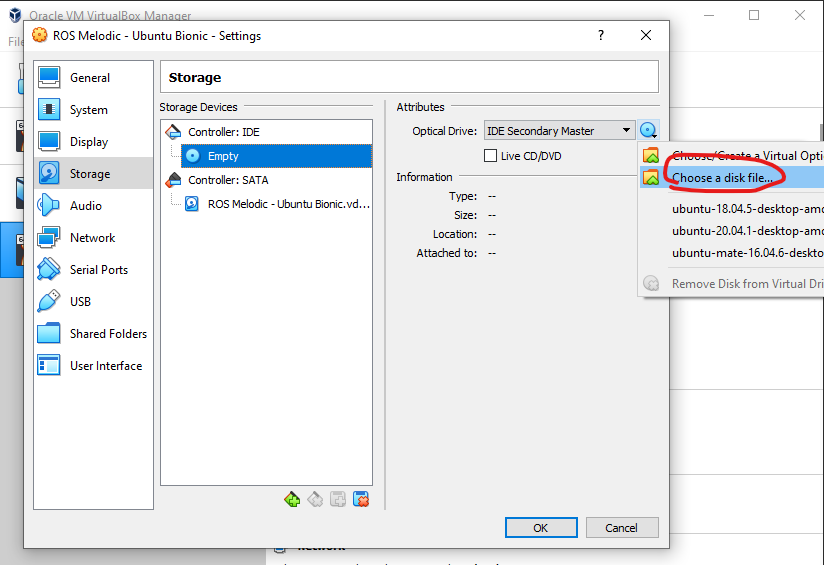 Oracle VM VirtualBox Manager
File
ROS Melodic - Ubuntu Bionic - Settings
?
General
System
Display
Storage
Audio
Network
Serial Ports
USB
Shared Folders
User Interface
Storage
Storage Devices
Controller: IDE
Empty
Controller: SATA
ROS Melodic - Ubuntu Bionic.vd...
Attributes
Optical Drive: IDE Secondary Master
Live CD/DVD
Information
Type: --
Size: --
Location: --
Attached to: --
Choose/Create a Virtual Opti
Choose a disk file...
ubuntu-18.04.5-desktop-amd
ubuntu-20.04.1-desktop-amd
ubuntu-mate-16.04.6-deskto
Remove Disk from Virtual Dri
OK
Cancel